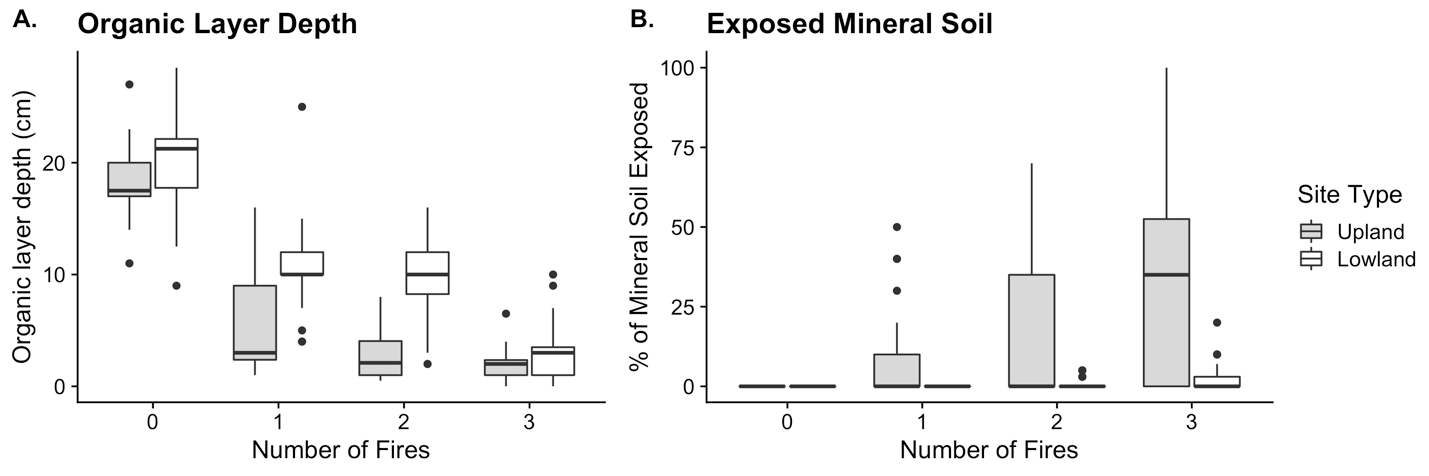 A. Organic Layer Depth
Organic layer depth (cm)
20
10
0
0 1 2 3
Number of Fires
B. Exposed Mineral Soil
% of Mineral Soil Exposed
100
75
50
25
0
0 1 2 3
Number of Fires
Site Type
Upland
Lowland